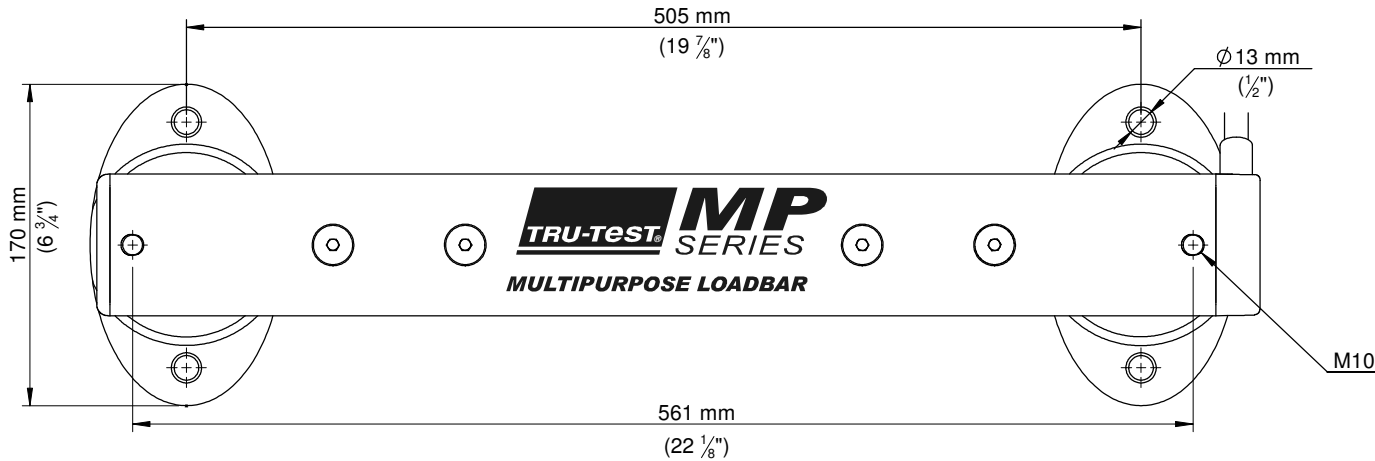 505 mm
(19 ⅞")
Ø13 mm
(½")
170 mm
(6 ¾")
TRU-TEST®
MP
SERIES
MULTIPURPOSE LOADBAR
M10
561 mm
(22 ⅛")